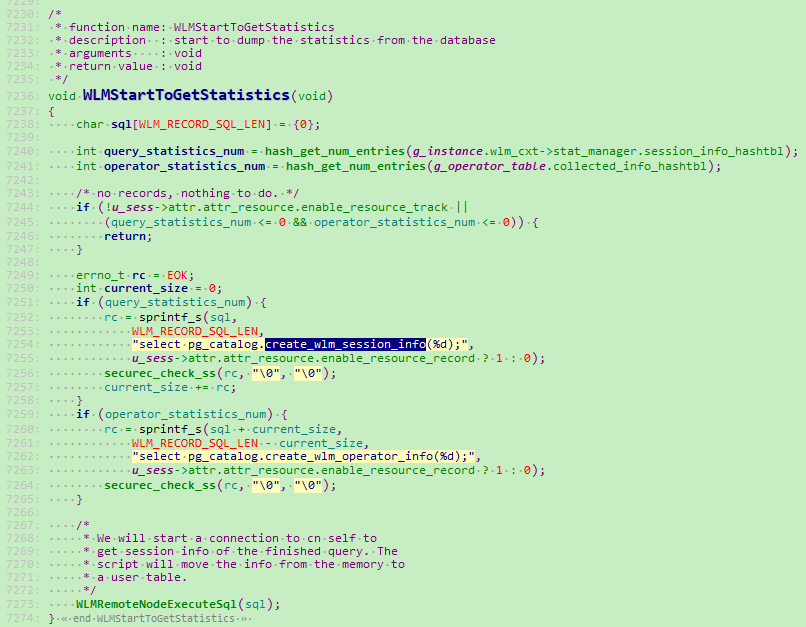 7229:
7230: /*
7231:  * function name: WLMStartToGetStatistics
7232:  * description  : start to dump the statistics from the database
7233:  * arguments    : void
7234:  * return value : void
7235:  */
7236: void WLMStartToGetStatistics(void)
7237: {
7238:     char sql[WLM_RECORD_SQL_LEN] = {0};
7239:
7240:     int query_statistics_num = hash_get_num_entries(g_instance.wlm_cxt->stat_manager.session_info_hashtbl);
7241:     int operator_statistics_num = hash_get_num_entries(g_operator_table.collected_info_hashtbl);
7242:
7243:     /* no records, nothing to do. */
7244:     if (!u_sess->attr.attr_resource.enable_resource_track ||
7245:         (query_statistics_num <= 0 && operator_statistics_num <= 0)) {
7246:         return;
7247:     }
7248:
7249:     errno_t rc = EOK;
7250:     int current_size = 0;
7251:     if (query_statistics_num) {
7252:         rc = sprintf_s(sql,
7253:             WLM_RECORD_SQL_LEN,
7254:             "select pg_catalog.create_wlm_session_info(%d);",
7255:             u_sess->attr.attr_resource.enable_resource_record ? 1 : 0);
7256:         securec_check_ss(rc, "\0", "\0");
7257:         current_size += rc;
7258:     }
7259:     if (operator_statistics_num) {
7260:         rc = sprintf_s(sql + current_size,
7261:             WLM_RECORD_SQL_LEN - current_size,
7262:             "select pg_catalog.create_wlm_operator_info(%d);",
7263:             u_sess->attr.attr_resource.enable_resource_record ? 1 : 0);
7264:         securec_check_ss(rc, "\0", "\0");
7265:     }
7266:
7267:     /*
7268:      * We will start a connection to cn self to
7269:      * get session info of the finished query. The
7270:      * script will move the info from the memory to
7271:      * a user table.
7272:      */
7273:     WLMRemoteNodeExecuteSql(sql);
7274: } « end WLMStartToGetStatistics »